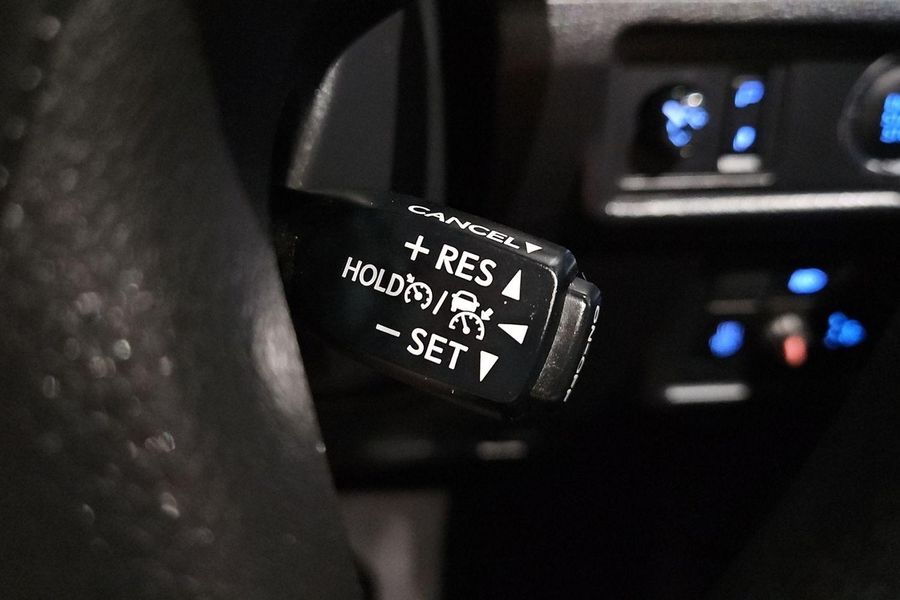 CANCEL
+ RES
HOLD /
− SET